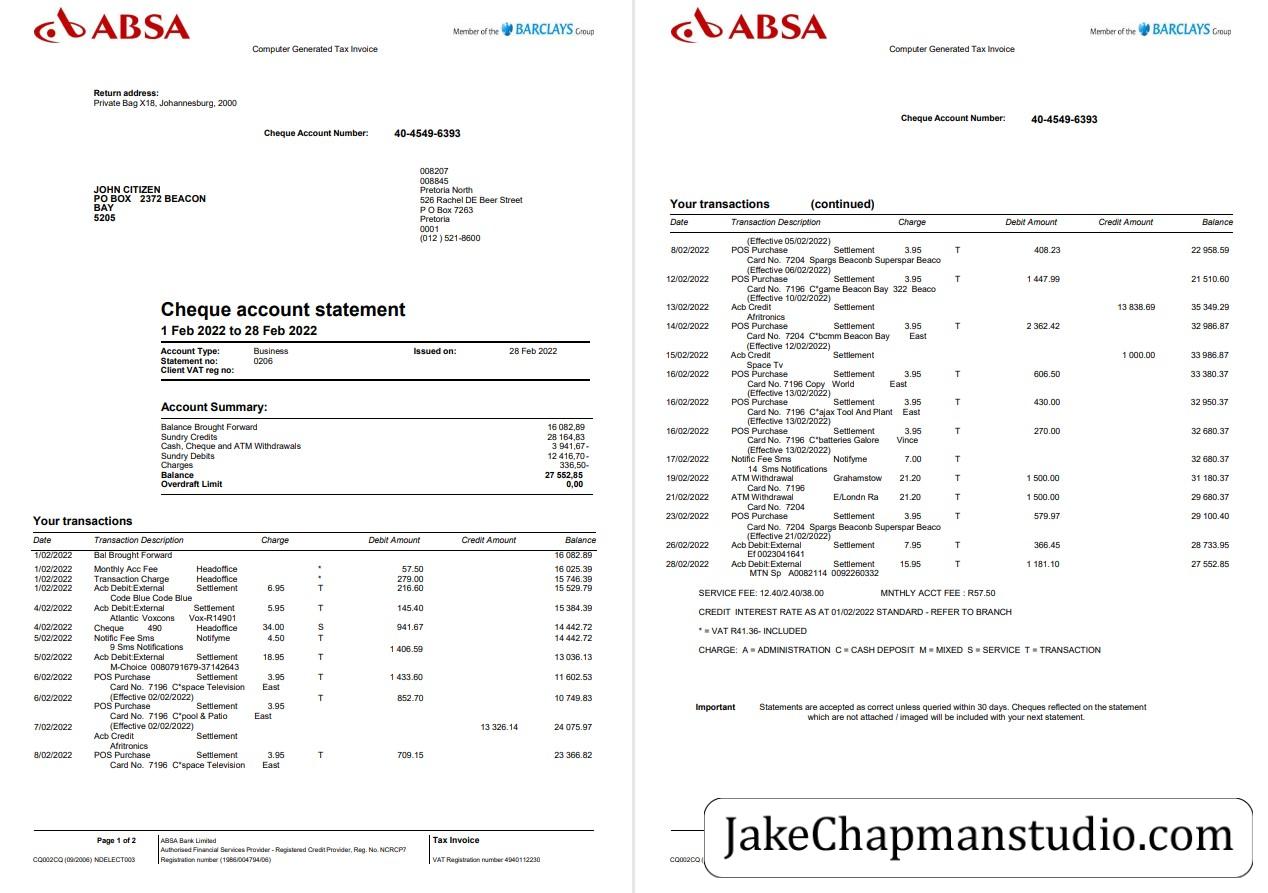 ABSA
Member of the BARCLAYS Group
Computer Generated Tax Invoice
Return address:
Private Bag X18, Johannesburg, 2000
Cheque Account Number: 40-4549-6393
008207
008845
Pretoria North
526 Rachel DE Beer Street
P O Box 7263
Pretoria
0001
(012 ) 521-8600
JOHN CITIZEN
PO BOX 2372 BEACON
BAY
5205
Cheque account statement
1 Feb 2022 to 28 Feb 2022
Account Type: Business Issued on: 28 Feb 2022
Statement no: 0206
Client VAT reg no:
Account Summary:
Balance Brought Forward 16 082,89
Sundry Credits 28 164,83
Cash, Cheque and ATM Withdrawals 3 941,67-
Sundry Debits 12 416,70-
Charges 336,50-
Balance 27 552,85
Overdraft Limit 0,00
Your transactions
Date Transaction Description Charge Debit Amount Credit Amount Balance
1/02/2022 Bal Brought Forward 16 082.89
1/02/2022 Monthly Acc Fee Headoffice * 57.50 16 025.39
1/02/2022 Transaction Charge Headoffice * 279.00 15 746.39
1/02/2022 Acb Debit:External Settlement 6.95 T 216.60 15 529.79
Code Blue Code Blue
4/02/2022 Acb Debit:External Settlement 5.95 T 145.40 15 384.39
Atlantic Voxcons Vox-R14901
4/02/2022 Cheque 490 Headoffice 34.00 S 941.67 14 442.72
5/02/2022 Notific Fee Sms Notifyme 4.50 T 14 442.72
9 Sms Notifications 1 406.59
5/02/2022 Acb Debit:External Settlement 18.95 T 13 036.13
M-Choice 0080791679-37142643
6/02/2022 POS Purchase Settlement 3.95 T 1 433.60 11 602.53
Card No. 7196 C*space Television East
(Effective 02/02/2022)
6/02/2022 T 852.70 10 749.83
POS Purchase Settlement 3.95
Card No. 7196 C*pool & Patio East
(Effective 02/02/2022)
7/02/2022 13 326.14 24 075.97
Acb Credit Settlement
Afritronics
8/02/2022 POS Purchase Settlement 3.95 T 709.15 23 366.82
Card No. 7196 C*space Television East
Page 1 of 2
ABSA Bank Limited
Authorised Financial Services Provider - Registered Credit Provider, Reg. No. NCRCP7
Registration number (1986/004794/06)
Tax Invoice
VAT Registration number 4940112230
CQ002CQ (09/2006) NDELECT003
ABSA
Member of the BARCLAYS Group
Computer Generated Tax Invoice
Cheque Account Number: 40-4549-6393
Your transactions (continued)
Date Transaction Description Charge Debit Amount Credit Amount Balance
(Effective 05/02/2022)
8/02/2022 POS Purchase Settlement 3.95 T 408.23 22 958.59
Card No. 7204 Spargs Beaconb Superspar Beaco
(Effective 06/02/2022)
12/02/2022 POS Purchase Settlement 3.95 T 1 447.99 21 510.60
Card No. 7196 C*game Beacon Bay 322 Beaco
(Effective 10/02/2022)
13/02/2022 Acb Credit Settlement 13 838.69 35 349.29
Afritronics
14/02/2022 POS Purchase Settlement 3.95 T 2 362.42 32 986.87
Card No. 7204 C*bcmm Beacon Bay East
(Effective 12/02/2022)
15/02/2022 Acb Credit Settlement 1 000.00 33 986.87
Space Tv
16/02/2022 POS Purchase Settlement 3.95 T 606.50 33 380.37
Card No. 7196 Copy World East
(Effective 13/02/2022)
16/02/2022 POS Purchase Settlement 3.95 T 430.00 32 950.37
Card No. 7196 C*ajax Tool And Plant East
(Effective 13/02/2022)
16/02/2022 POS Purchase Settlement 3.95 T 270.00 32 680.37
Card No. 7196 C*batteries Galore Vince
(Effective 13/02/2022)
17/02/2022 Notific Fee Sms Notifyme 7.00 T 32 680.37
14 Sms Notifications
19/02/2022 ATM Withdrawal Grahamstow 21.20 T 1 500.00 31 180.37
Card No. 7196
21/02/2022 ATM Withdrawal E/Londn Ra 21.20 T 1 500.00 29 680.37
Card No. 7204
23/02/2022 POS Purchase Settlement 3.95 T 579.97 29 100.40
Card No. 7204 Spargs Beaconb Superspar Beaco
(Effective 21/02/2022)
26/02/2022 Acb Debit:External Settlement 7.95 T 366.45 28 733.95
Ef 0023041641
28/02/2022 Acb Debit:External Settlement 15.95 T 1 181.10 27 552.85
MTN Sp A0082114 0092260332
SERVICE FEE: 12.40/2.40/38.00 MNTHLY ACCT FEE : R57.50
CREDIT INTEREST RATE AS AT 01/02/2022 STANDARD - REFER TO BRANCH
* = VAT R41.36- INCLUDED
CHARGE: A = ADMINISTRATION C = CASH DEPOSIT M = MIXED S = SERVICE T = TRANSACTION
Important Statements are accepted as correct unless queried within 30 days. Cheques reflected on the statement
which are not attached / imaged will be included with your next statement.
CQ002CQ (
JakeChapmanstudio.com